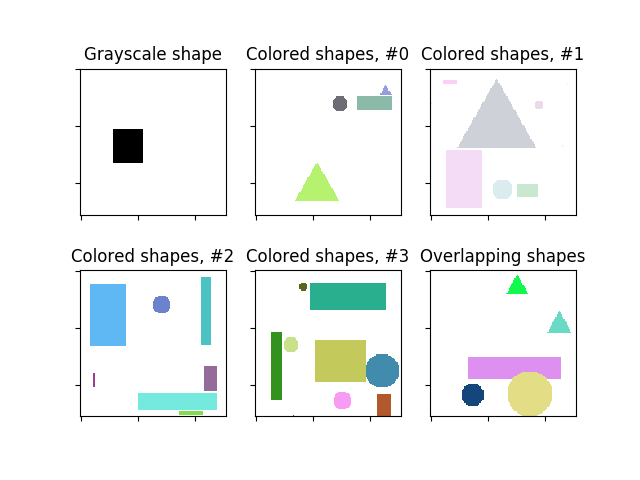 Grayscale shape
Colored shapes, #0
Colored shapes, #1
Colored shapes, #2
Colored shapes, #3
Overlapping shapes